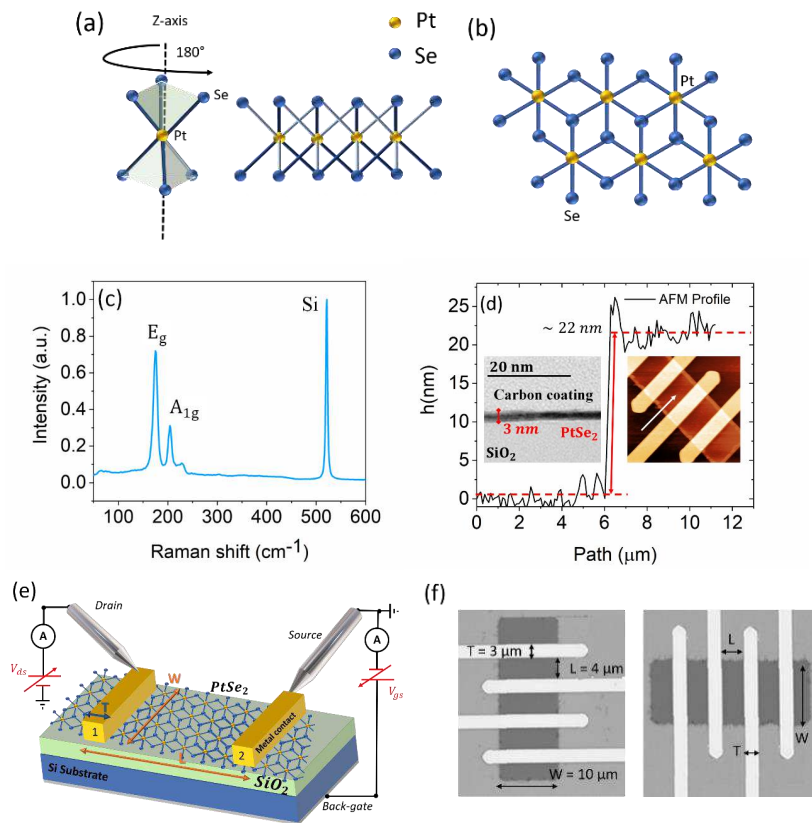 (a)
Z-axis
180°
Se
Pt
Pt
Se
(b)
Pt
Se
(c)
Intensity (a.u.)
1.0
0.8
0.6
0.4
0.2
0.0
E_g
A_1g
Si
100 200 300 400 500 600
Raman shift (cm⁻¹)
(d)
AFM Profile
h(nm)
25
20
15
10
5
0
~ 22 nm
20 nm
Carbon coating
3 nm
PtSe₂
SiO₂
0 2 4 6 8 10 12
Path (μm)
(e)
Drain
Source
A
A
V_ds
V_gs
PtSe₂
W
T
L
1
2
Metal contact
Si Substrate
SiO₂
Back-gate
(f)
T = 3 μm
L = 4 μm
W = 10 μm
L
W
T